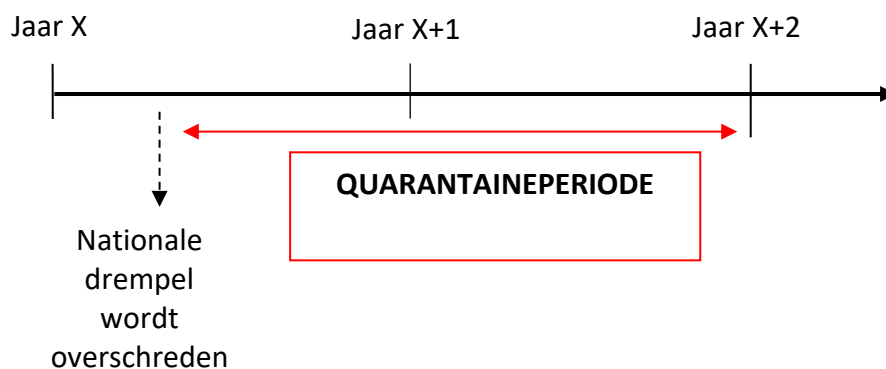 Jaar X
Jaar X+1
Jaar X+2
QUARANTAINEPERIODE
Nationale
drempel
wordt
overschreden